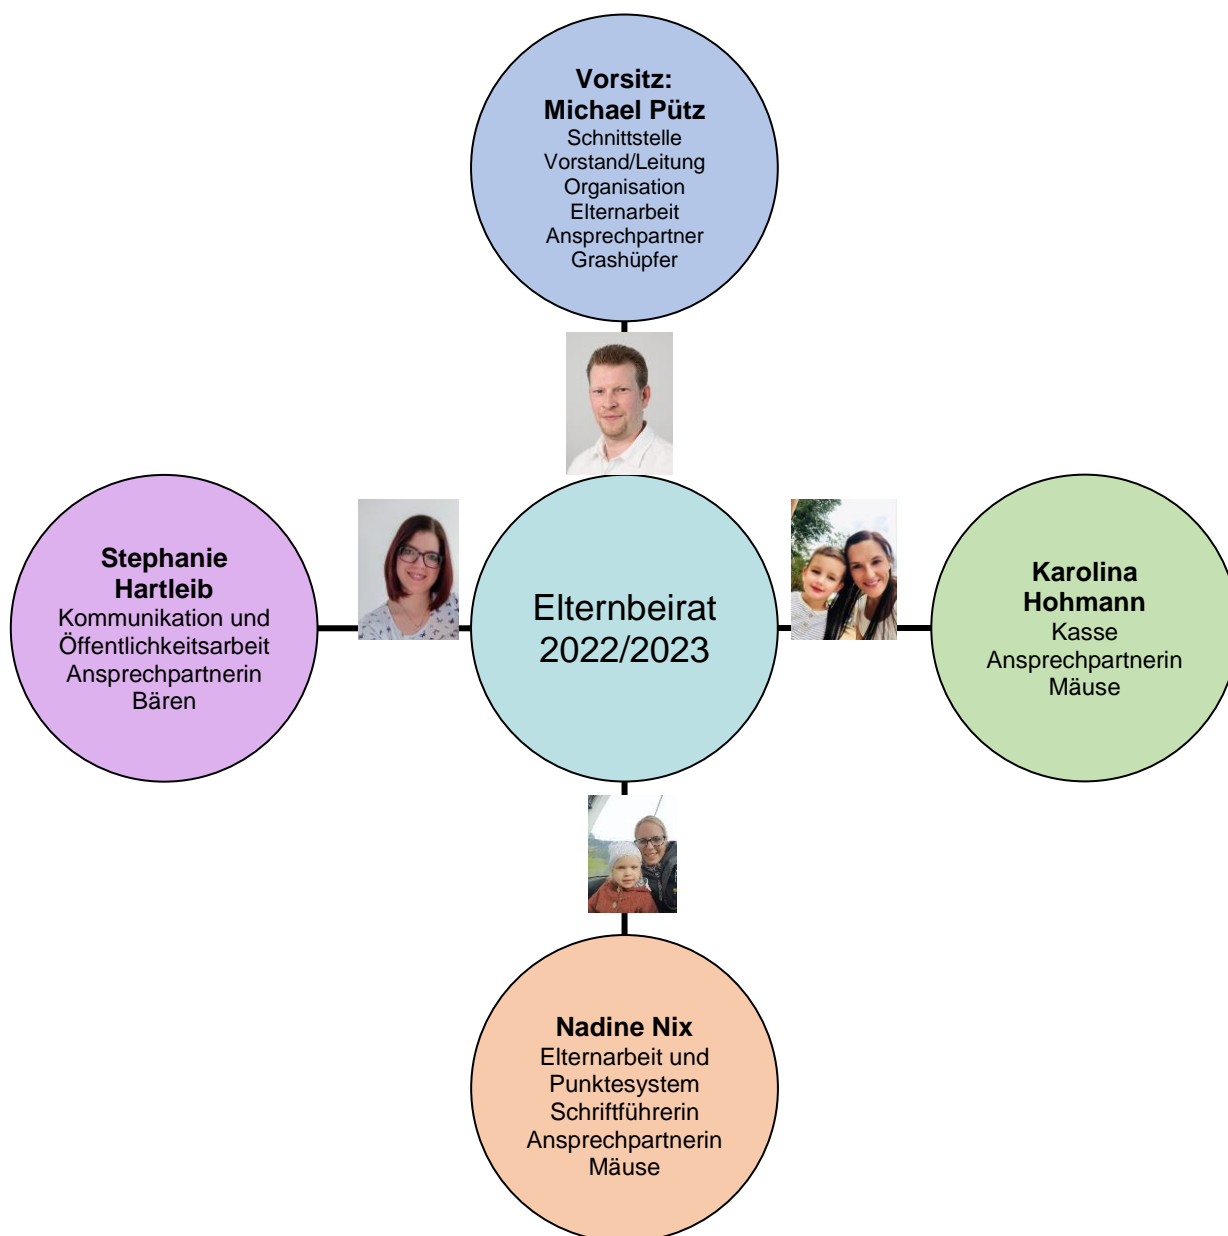 Vorsitz:
Michael Pütz
Schnittstelle
Vorstand/Leitung
Organisation
Elternarbeit
Ansprechpartner
Grashüpfer
Stephanie
Hartleib
Kommunikation und
Öffentlichkeitsarbeit
Ansprechpartnerin
Bären
Elternbeirat
2022/2023
Karolina
Hohmann
Kasse
Ansprechpartnerin
Mäuse
Nadine Nix
Elternarbeit und
Punktesystem
Schriftführerin
Ansprechpartnerin
Mäuse